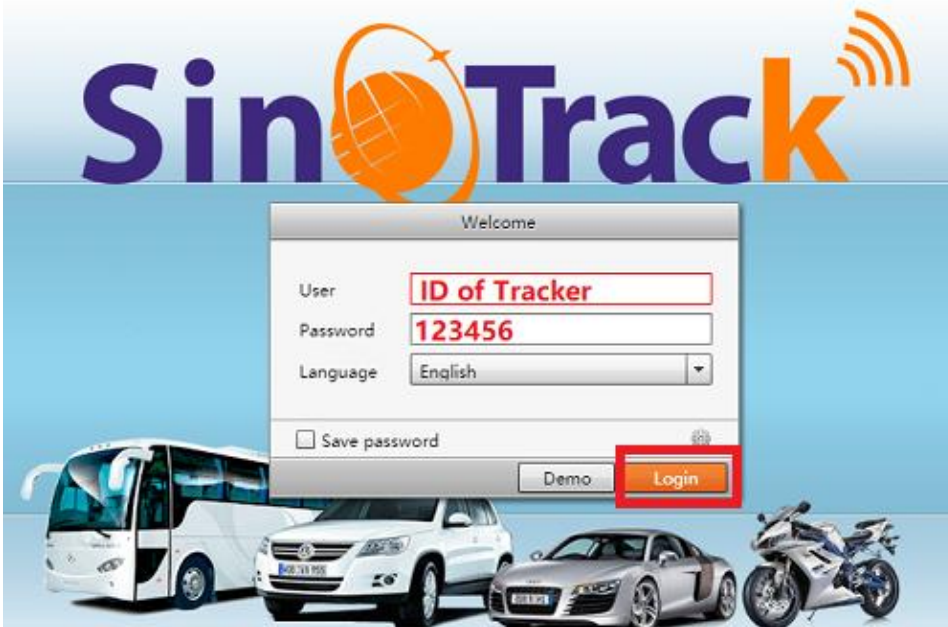 SinoTrack
Welcome
User ID of Tracker
Password 123456
Language English
Save password
Demo Login